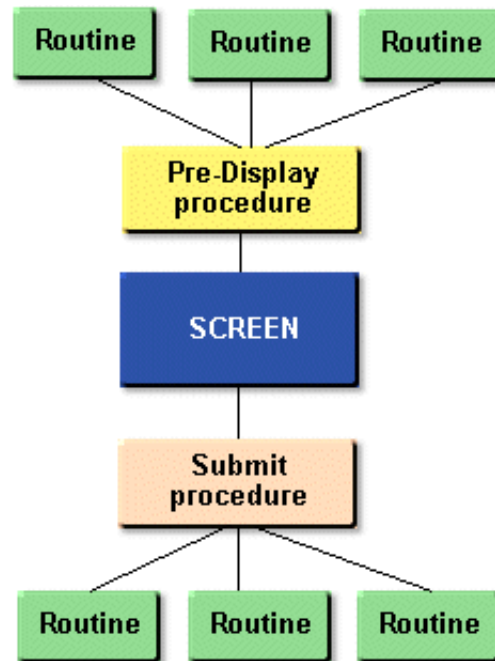 Routine
Routine
Routine
Pre-Display
procedure
SCREEN
Submit
procedure
Routine
Routine
Routine